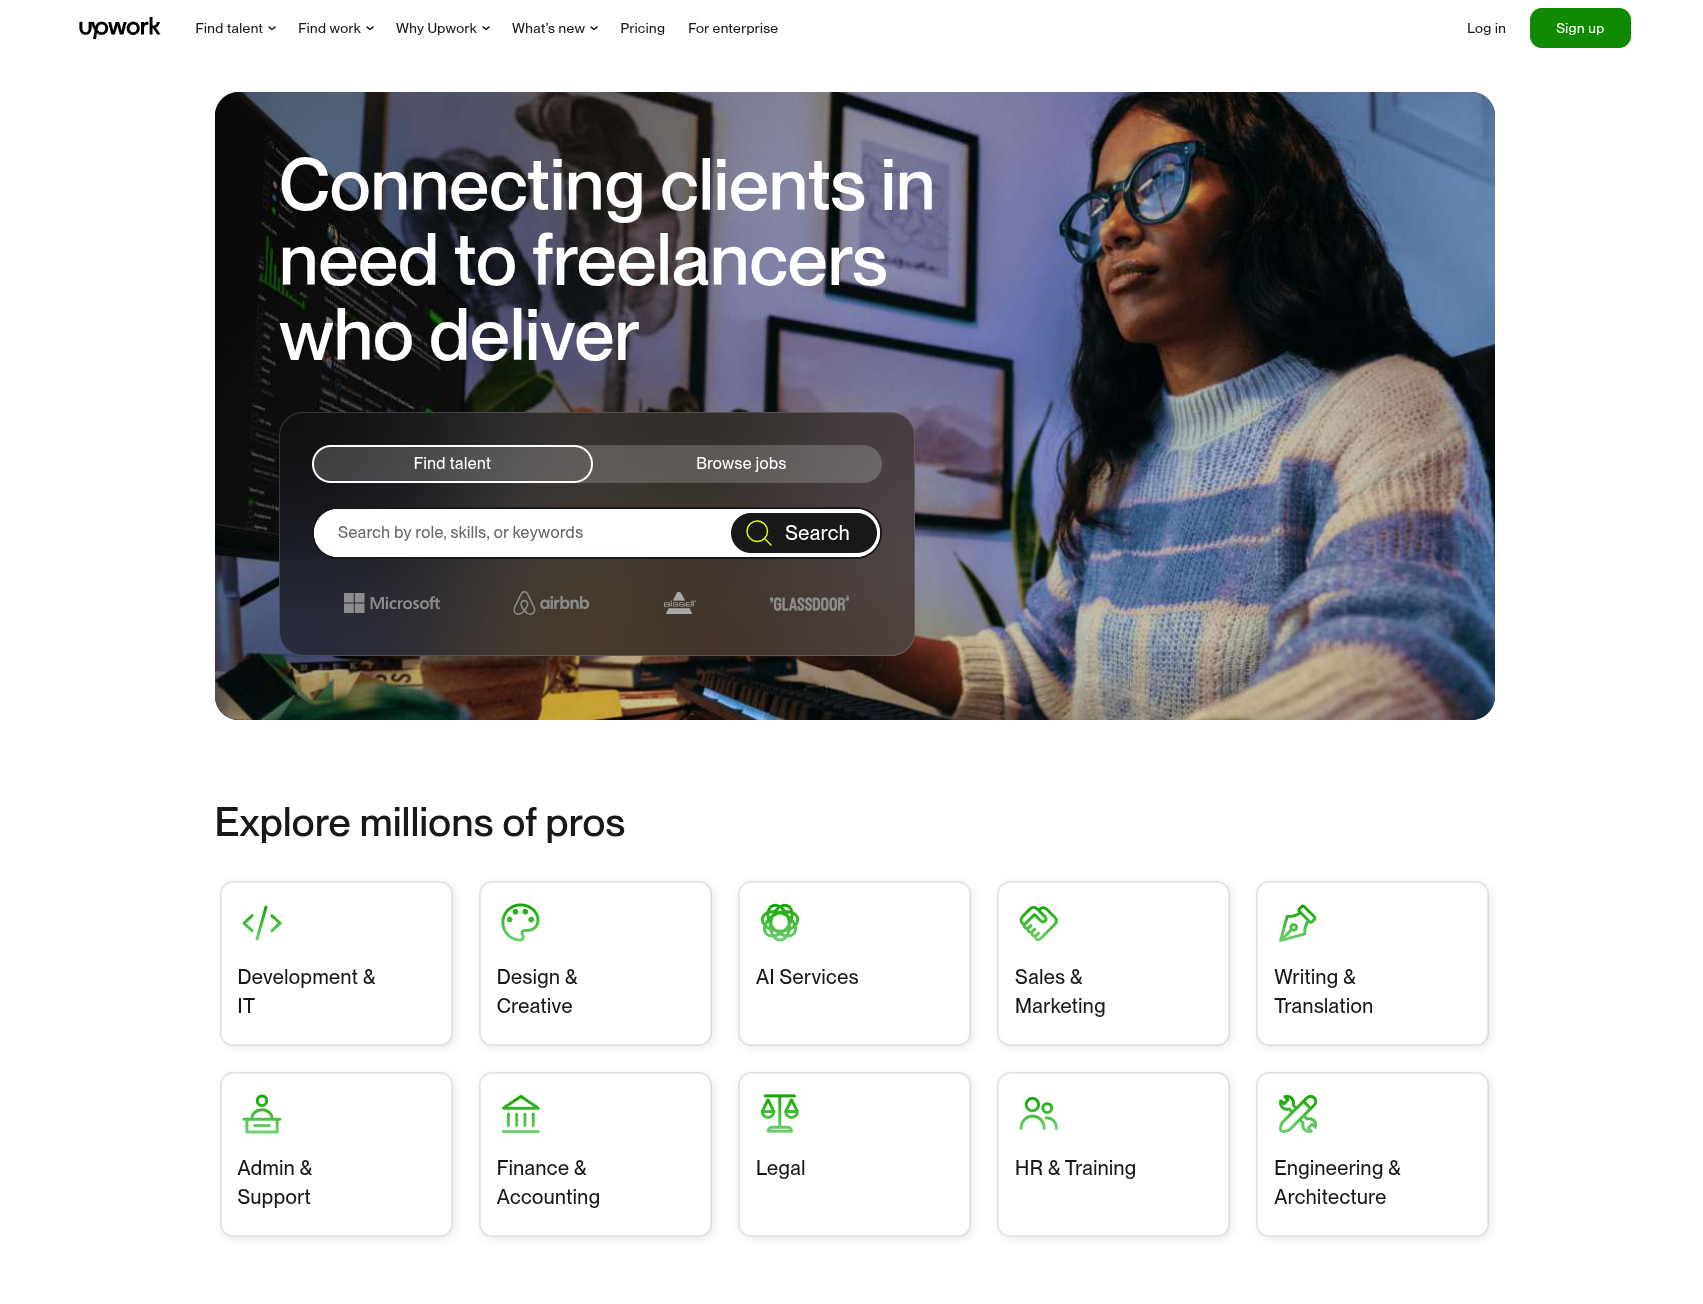 upwork
Find talent
Find work
Why Upwork
What's new
Pricing
For enterprise
Log in
Sign up
Connecting clients in
need to freelancers
who deliver
Find talent
Browse jobs
Search by role, skills, or keywords
Search
Microsoft
airbnb
BISSELL
GLASSDOOR
Explore millions of pros
Development &
IT
Design &
Creative
AI Services
Sales &
Marketing
Writing &
Translation
Admin &
Support
Finance &
Accounting
Legal
HR & Training
Engineering &
Architecture